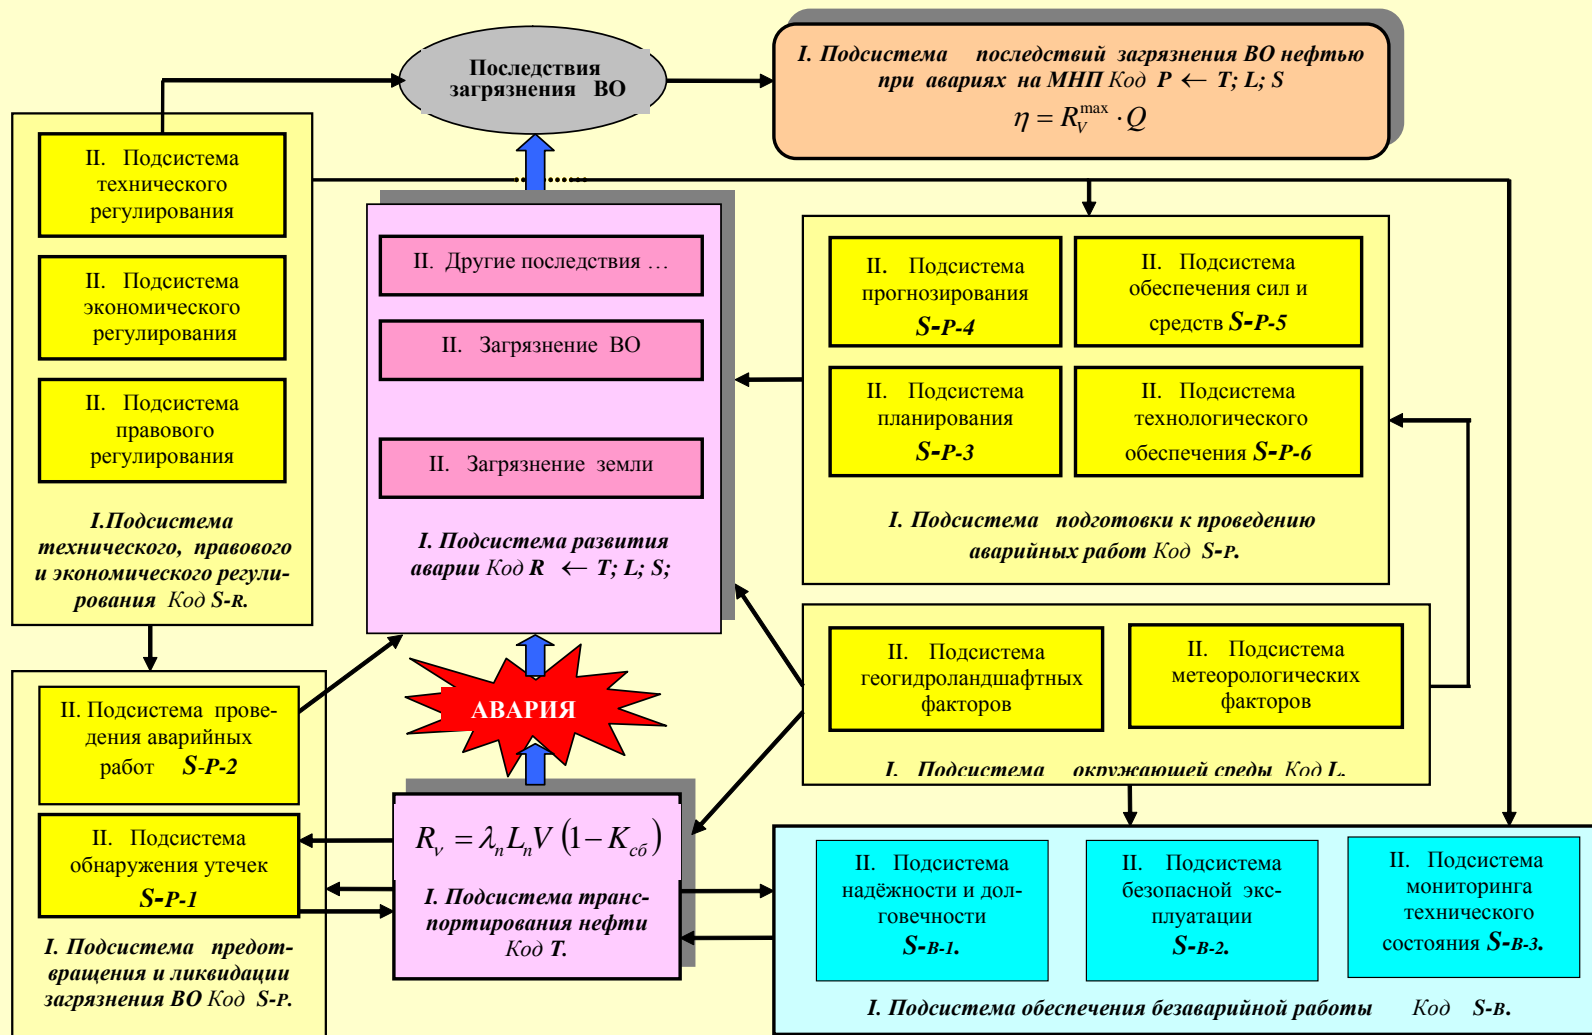 Последствия
загрязнения ВО
I. Подсистема последствий загрязнения ВО нефтью
при авариях на МНП Код P ← T; L; S
η = R_V^max · Q
II. Подсистема
технического
регулирования
II. Подсистема
экономического
регулирования
II. Подсистема
правового
регулирования
I.Подсистема
технического, правового
и экономического регули-
рования Код S-R.
II. Другие последствия …
II. Загрязнение ВО
II. Загрязнение земли
I. Подсистема развития
аварии Код R ← T; L; S;
II. Подсистема
прогнозирования
S-P-4
II. Подсистема
обеспечения сил и
средств S-P-5
II. Подсистема
планирования
S-P-3
II. Подсистема
технологического
обеспечения S-P-6
I. Подсистема подготовки к проведению
аварийных работ Код S-P.
II. Подсистема
геогидроландшафтных
факторов
II. Подсистема
метеорологических
факторов
I. Подсистема окружающей среды Код L.
АВАРИЯ
II. Подсистема прове-
дения аварийных
работ S-P-2
II. Подсистема
обнаружения утечек
S-P-1
I. Подсистема предот-
вращения и ликвидации
загрязнения ВО Код S-P.
R_v = λ_n L_n V (1 − K_сб)
I. Подсистема транс-
портирования нефти
Код T.
II. Подсистема
надёжности и дол-
говечности
S-B-1.
II. Подсистема
безопасной экс-
плуатации
S-B-2.
II. Подсистема
мониторинга
технического
состояния S-B-3.
I. Подсистема обеспечения безаварийной работы Код S-B.